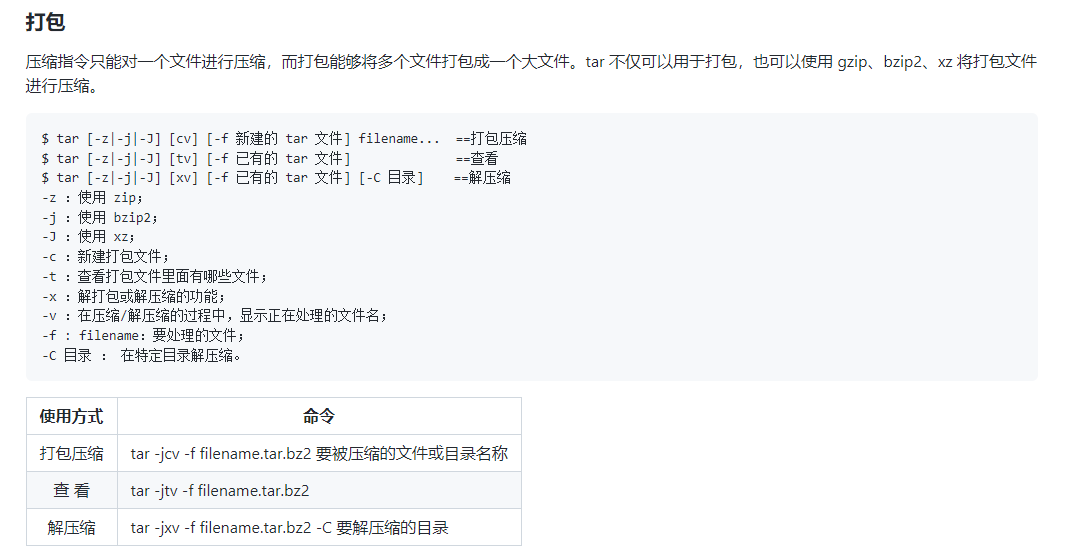 打包
压缩指令只能对一个文件进行压缩，而打包能够将多个文件打包成一个大文件。tar 不仅可以用于打包，也可以使用 gzip、bzip2、xz 将打包文件
进行压缩。
$ tar [-z|-j|-J] [cv] [-f 新建的 tar 文件] filename...  ==打包压缩
$ tar [-z|-j|-J] [tv] [-f 已有的 tar 文件]              ==查看
$ tar [-z|-j|-J] [xv] [-f 已有的 tar 文件] [-C 目录]    ==解压缩
-z ：使用 zip；
-j ：使用 bzip2；
-J ：使用 xz；
-c ：新建打包文件；
-t ：查看打包文件里面有哪些文件；
-x ：解打包或解压缩的功能；
-v ：在压缩/解压缩的过程中，显示正在处理的文件名；
-f : filename：要处理的文件；
-C 目录 ： 在特定目录解压缩。
使用方式 命令
打包压缩 tar -jcv -f filename.tar.bz2 要被压缩的文件或目录名称
查 看 tar -jtv -f filename.tar.bz2
解压缩 tar -jxv -f filename.tar.bz2 -C 要解压缩的目录